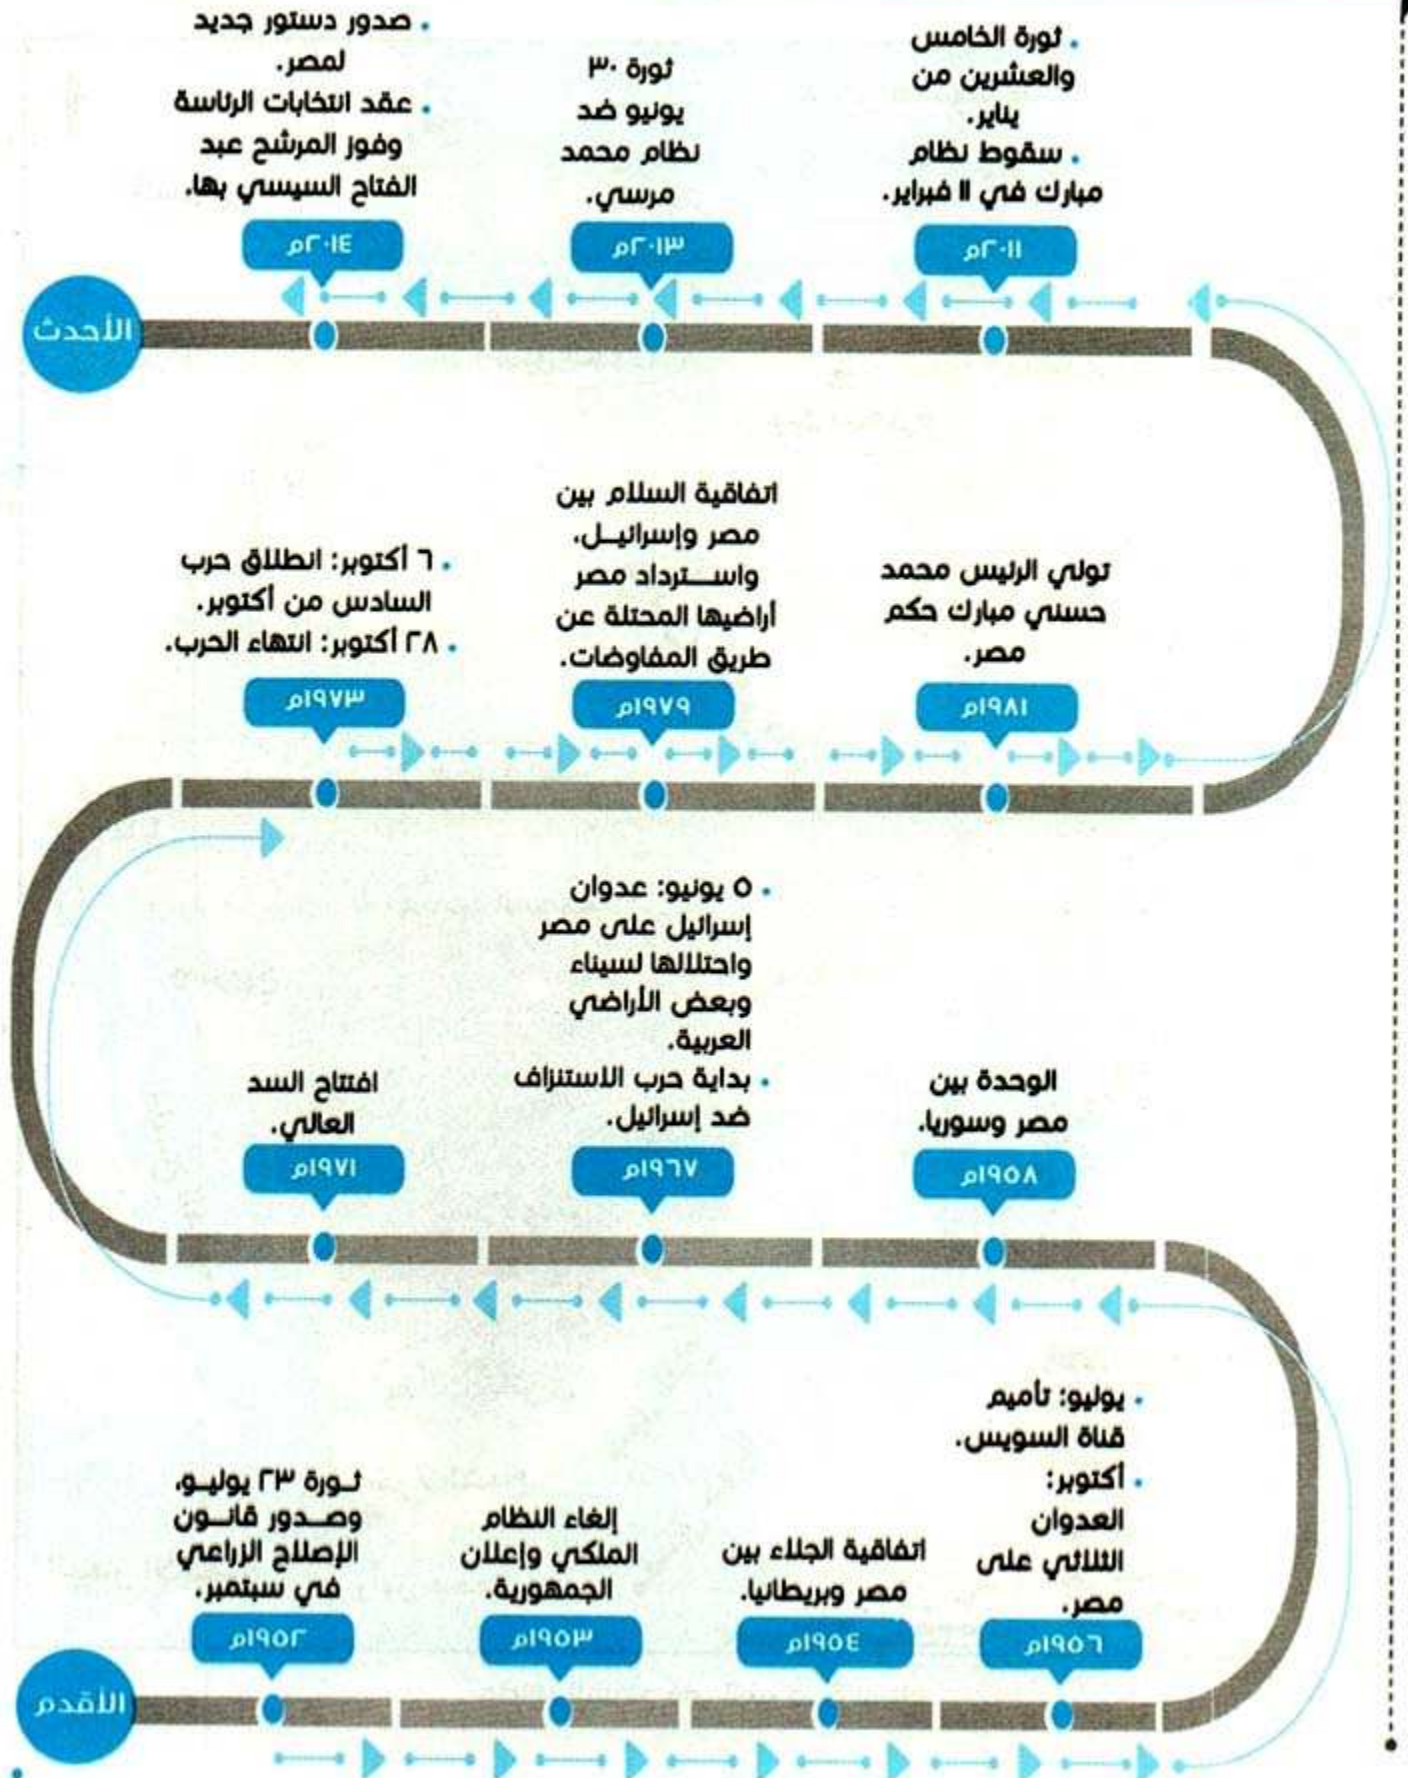 . ثورة الخامس
والعشرين من
يناير.
. سقوط نظام
مبارك في ١١ فبراير.
٢٠١١م
ثورة ٣٠
يونيو ضد
نظام محمد
مرسي.
٢٠١٣م
. صدور دستور جديد
لمصر.
. عقد انتخابات الرئاسة
وفوز المرشح عبد
الفتاح السيسي بها.
٢٠١٤م
الأحدث
. ٦ أكتوبر: انطلاق حرب
السادس من أكتوبر.
. ٢٨ أكتوبر: انتهاء الحرب.
١٩٧٣م
اتفاقية السلام بين
مصر وإسرائيـل،
واســترداد مصر
أراضيها المحتلة عن
طريق المفاوضات.
١٩٧٩م
تولي الرئيس محمد
حسني مبارك حكم
مصر.
١٩٨١م
الوحدة بين
مصر وسوريا.
١٩٥٨م
. ٥ يونيو: عدوان
إسرائيل على مصر
واحتلالها لسيناء
وبعض الأراضي
العربية.
. بداية حرب الاستنزاف
ضد إسرائيل.
١٩٦٧م
افتتاح السد
العالي.
١٩٧١م
. يوليو: تأميم
قناة السويس.
. أكتوبر:
العدوان
الثلاثي على
مصر.
١٩٥٦م
اتفاقية الجلاء بين
مصر وبريطانيا.
١٩٥٤م
إلغاء النظام
الملكي وإعلان
الجمهورية.
١٩٥٣م
ثـورة ٢٣ يوليـو،
وصـدور قانـون
الإصلاح الزراعي
في سبتمبر.
١٩٥٢م
الأقدم